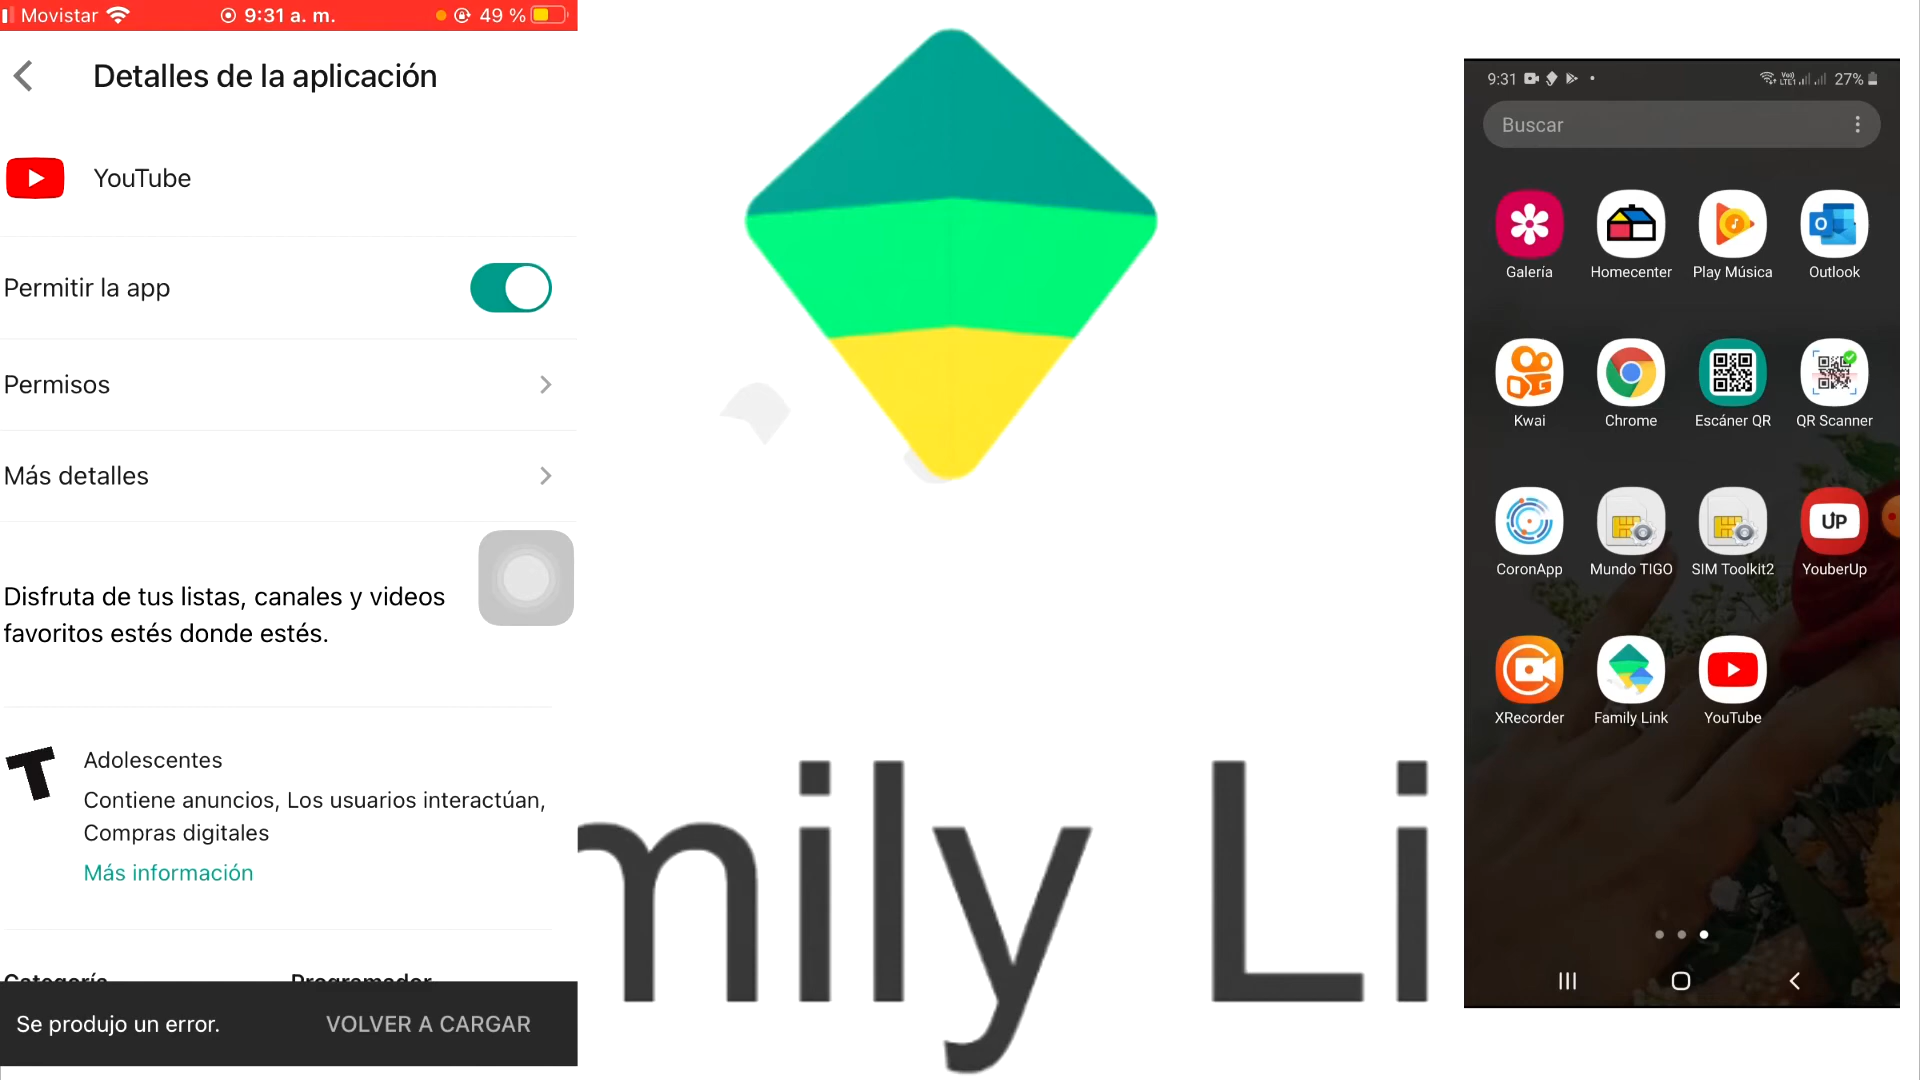 Movistar 9:31 a. m. 49 %
Detalles de la aplicación
YouTube
Permitir la app
Permisos
Más detalles
Disfruta de tus listas, canales y videos
favoritos estés donde estés.
T
Adolescentes
Contiene anuncios, Los usuarios interactúan,
Compras digitales
Más información
Categoría Programador
Se produjo un error. VOLVER A CARGAR
mily Li
9:31 27%
Buscar
Galería Homecenter Play Música Outlook
Kwai Chrome Escáner QR QR Scanner
UP
CoronApp Mundo TIGO SIM Toolkit2 YouberUp
XRecorder Family Link YouTube